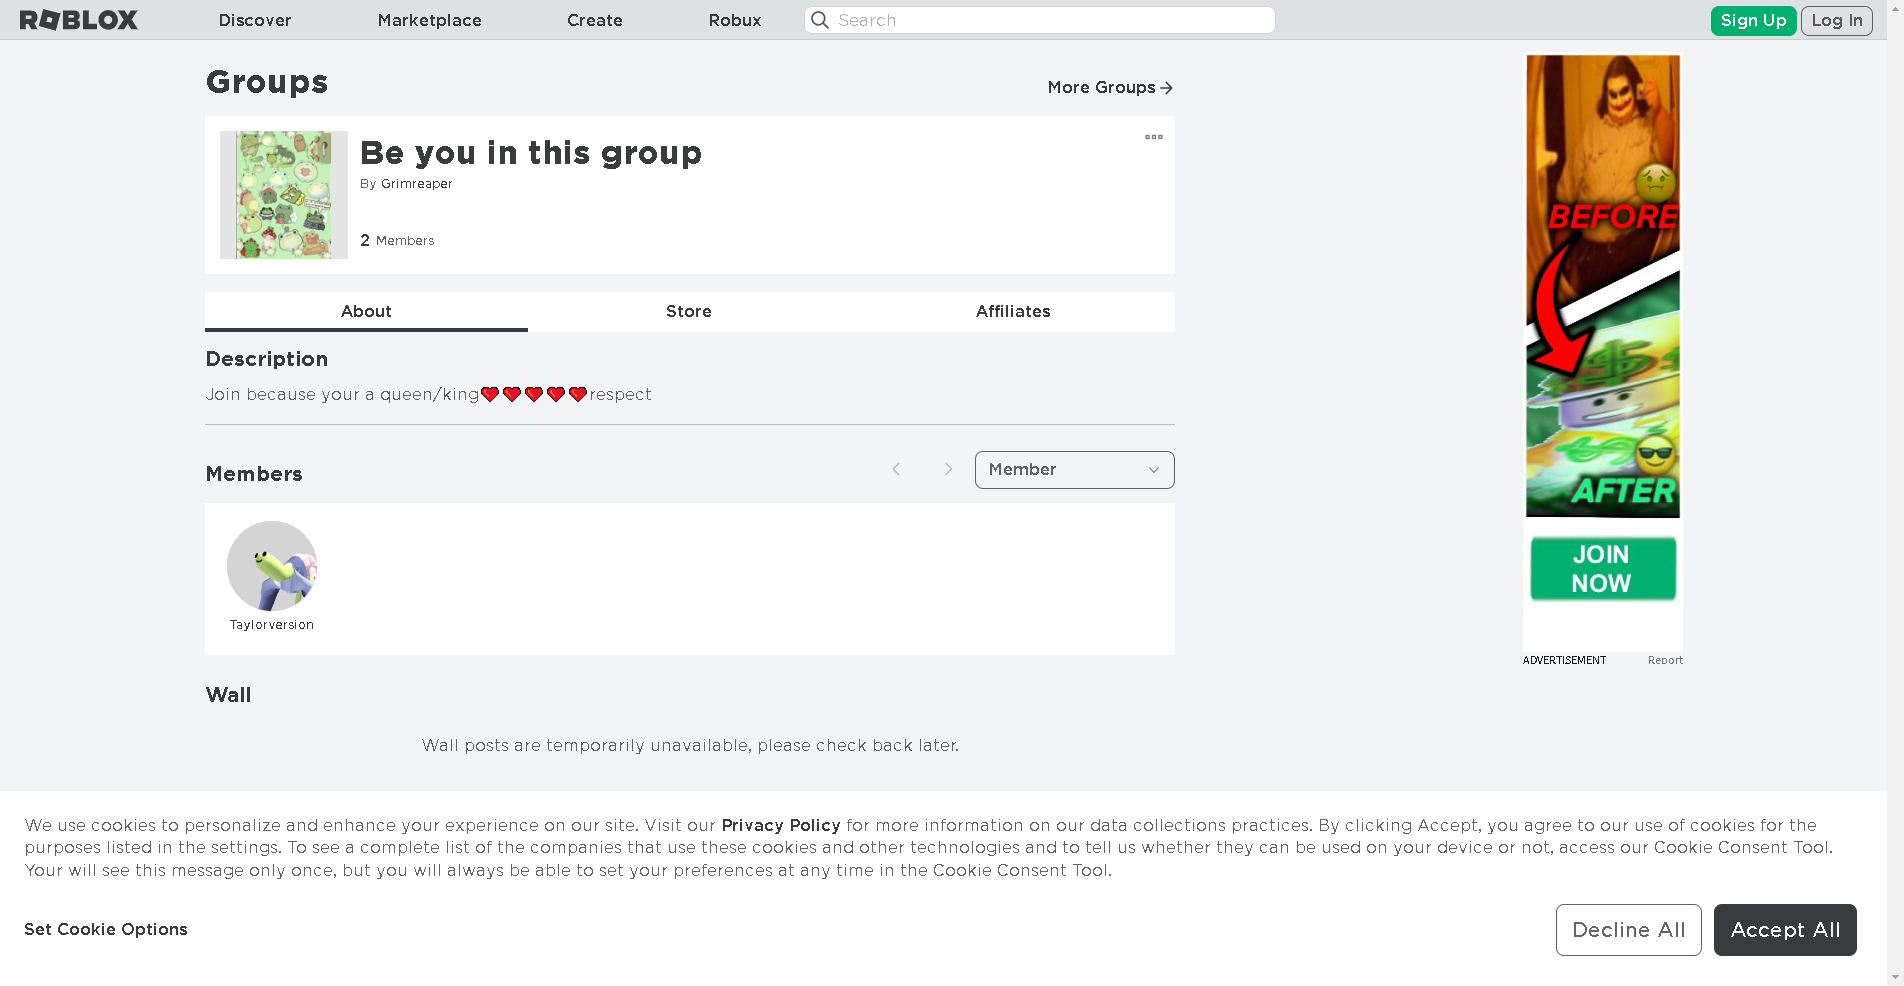 ROBLOX Discover Marketplace Create Robux Search Sign Up Log In
Groups
More Groups
Be you in this group
By Grimreaper
2 Members
About Store Affiliates
Description
Join because your a queen/king❤❤❤❤❤respect
Members
Member
Taylorversion
Wall
Wall posts are temporarily unavailable, please check back later.
BEFORE
AFTER
JOIN
NOW
ADVERTISEMENT Report
We use cookies to personalize and enhance your experience on our site. Visit our Privacy Policy for more information on our data collections practices. By clicking Accept, you agree to our use of cookies for the
purposes listed in the settings. To see a complete list of the companies that use these cookies and other technologies and to tell us whether they can be used on your device or not, access our Cookie Consent Tool.
Your will see this message only once, but you will always be able to set your preferences at any time in the Cookie Consent Tool.
Set Cookie Options
Decline All
Accept All